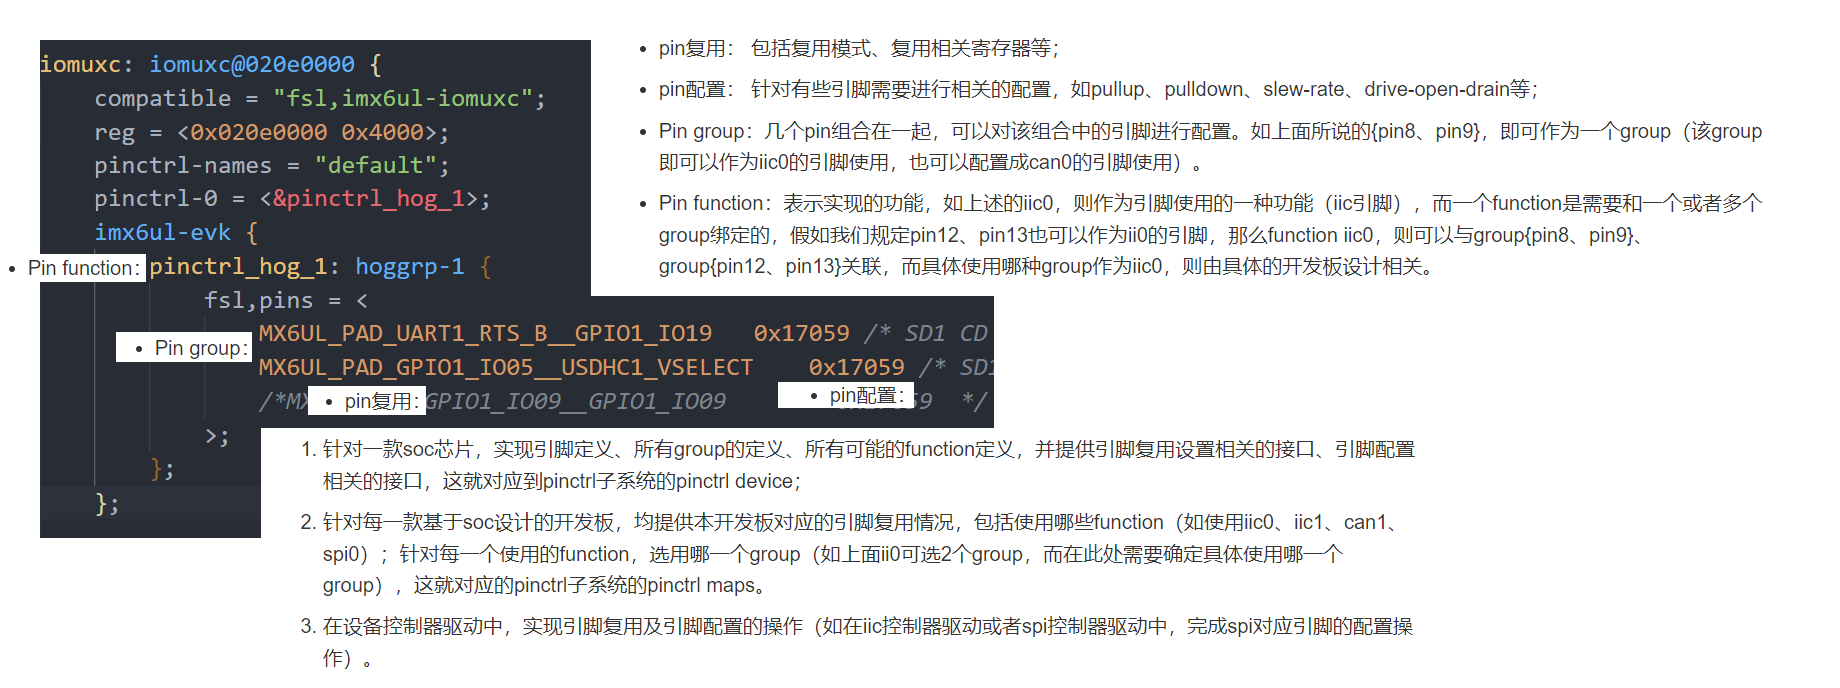 iomuxc: iomuxc@020e0000 {
compatible = "fsl,imx6ul-iomuxc";
reg = <0x020e0000 0x4000>;
pinctrl-names = "default";
pinctrl-0 = <&pinctrl_hog_1>;
imx6ul-evk {
• Pin function：
pinctrl_hog_1: hoggrp-1 {
fsl,pins = <
• Pin group：
MX6UL_PAD_UART1_RTS_B__GPIO1_IO19 0x17059 /* SD1 CD
MX6UL_PAD_GPIO1_IO05__USDHC1_VSELECT 0x17059 /* SD1
• pin复用：
• pin配置：
GPIO1_IO09__GPIO1_IO09 */
>;
};
};
• pin复用： 包括复用模式、复用相关寄存器等；
• pin配置： 针对有些引脚需要进行相关的配置，如pullup、pulldown、slew-rate、drive-open-drain等；
• Pin group：几个pin组合在一起，可以对该组合中的引脚进行配置。如上面所说的{pin8、pin9}，即可作为一个group（该group
即可以作为iic0的引脚使用，也可以配置成can0的引脚使用）。
• Pin function：表示实现的功能，如上述的iic0，则作为引脚使用的一种功能（iic引脚），而一个function是需要和一个或者多个
group绑定的，假如我们规定pin12、pin13也可以作为ii0的引脚，那么function iic0，则可以与group{pin8、pin9}、
group{pin12、pin13}关联，而具体使用哪种group作为iic0，则由具体的开发板设计相关。
1. 针对一款soc芯片，实现引脚定义、所有group的定义、所有可能的function定义，并提供引脚复用设置相关的接口、引脚配置
相关的接口，这就对应到pinctrl子系统的pinctrl device；
2. 针对每一款基于soc设计的开发板，均提供本开发板对应的引脚复用情况，包括使用哪些function（如使用iic0、iic1、can1、
spi0）；针对每一个使用的function，选用哪一个group（如上面ii0可选2个group，而在此处需要确定具体使用哪一个
group），这就对应的pinctrl子系统的pinctrl maps。
3. 在设备控制器驱动中，实现引脚复用及引脚配置的操作（如在iic控制器驱动或者spi控制器驱动中，完成spi对应引脚的配置操
作）。